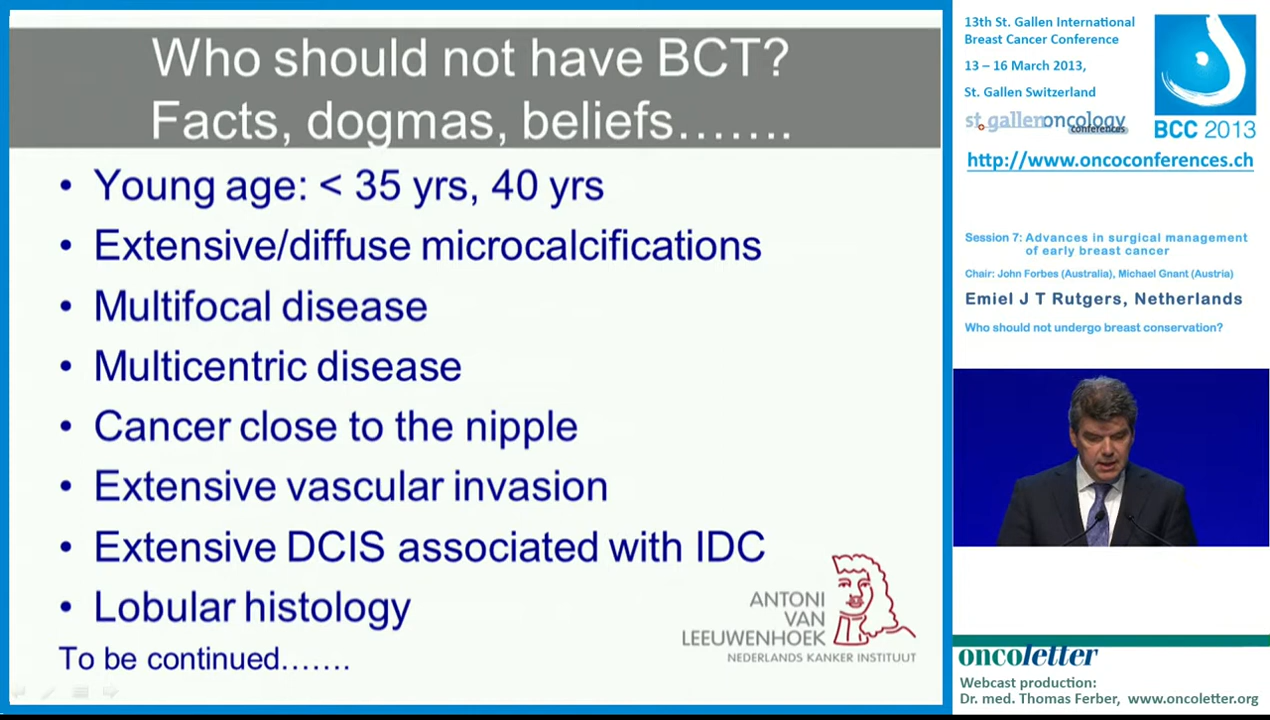 Who should not have BCT?
Facts, dogmas, beliefs…….
• Young age: < 35 yrs, 40 yrs
• Extensive/diffuse microcalcifications
• Multifocal disease
• Multicentric disease
• Cancer close to the nipple
• Extensive vascular invasion
• Extensive DCIS associated with IDC
• Lobular histology
To be continued…….
ANTONI
VAN
LEEUWENHOEK
NEDERLANDS KANKER INSTITUUT
13th St. Gallen International
Breast Cancer Conference
13 – 16 March 2013,
St. Gallen Switzerland
st.gallenoncology
conferences
BCC 2013
http://www.oncoconferences.ch
Session 7: Advances in surgical management
of early breast cancer
Chair: John Forbes (Australia), Michael Gnant (Austria)
Emiel J T Rutgers, Netherlands
Who should not undergo breast conservation?
oncoletter
Webcast production:
Dr. med. Thomas Ferber, www.oncoletter.org